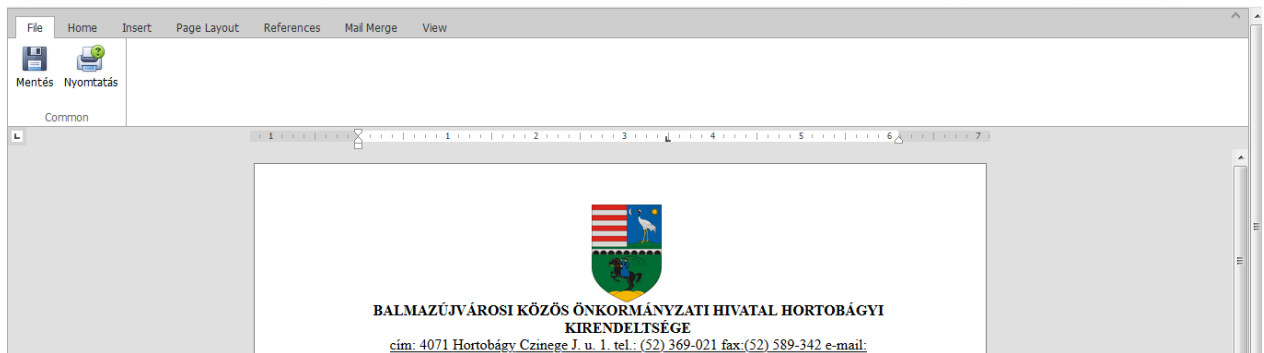 File Home Insert Page Layout References Mail Merge View
Mentés Nyomtatás
Common
1 1 2 3 4 5 6 7
BALMAZÚJVÁROSI KÖZÖS ÖNKORMÁNYZATI HIVATAL HORTOBÁGYI
KIRENDELTSÉGE
cím: 4071 Hortobágy Czinege J. u. 1. tel.: (52) 369-021 fax:(52) 589-342 e-mail: